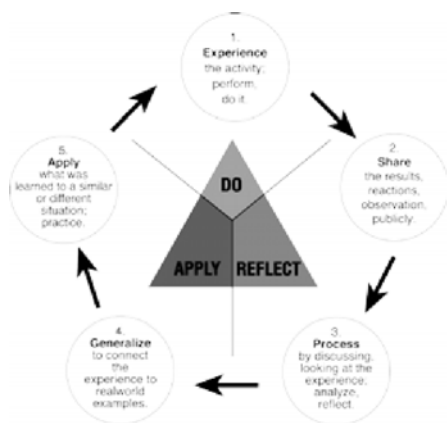 1.
Experience
the activity;
perform,
do it.
2.
Share
the results,
reactions,
observation,
publicly.
3.
Process
by discussing,
looking at the
experience;
analyze,
reflect.
4.
Generalize
to connect
the
experience to
realworld
examples.
5.
Apply
what was
learned to a similar
or different
situation;
practice.
DO
APPLY
REFLECT